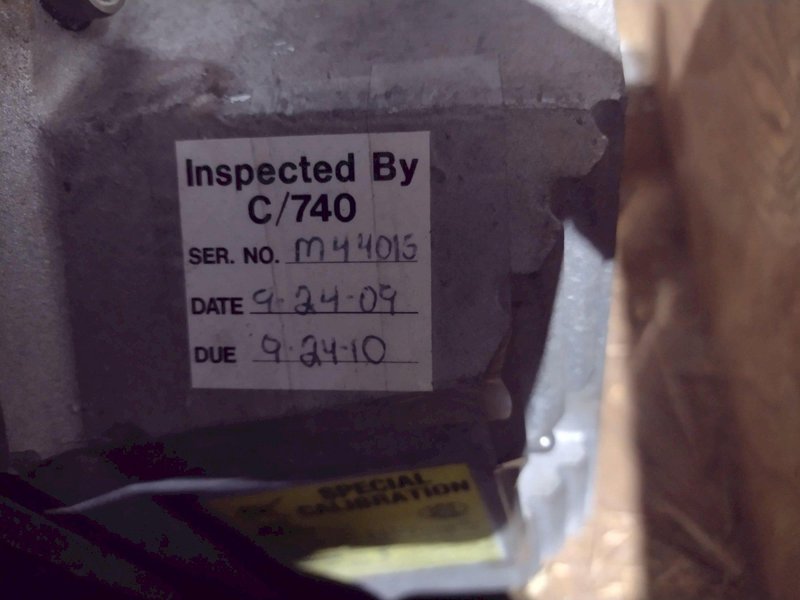 Inspected By
C/740
SER. NO. M44015
DATE 9-24-09
DUE 9-24-10
SPECIAL
CALIBRATION